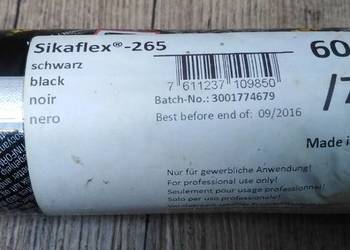 Sikaflex®-265
60
schwarz
black
noir
nero
7 611237 109850
Batch-No.: 3001774679
Best before end of: 09/2016
Made in
Nur für gewerbliche Anwendung!
For professional use only!
Seulement pour usage professionnel!
Solo per uso professionale!